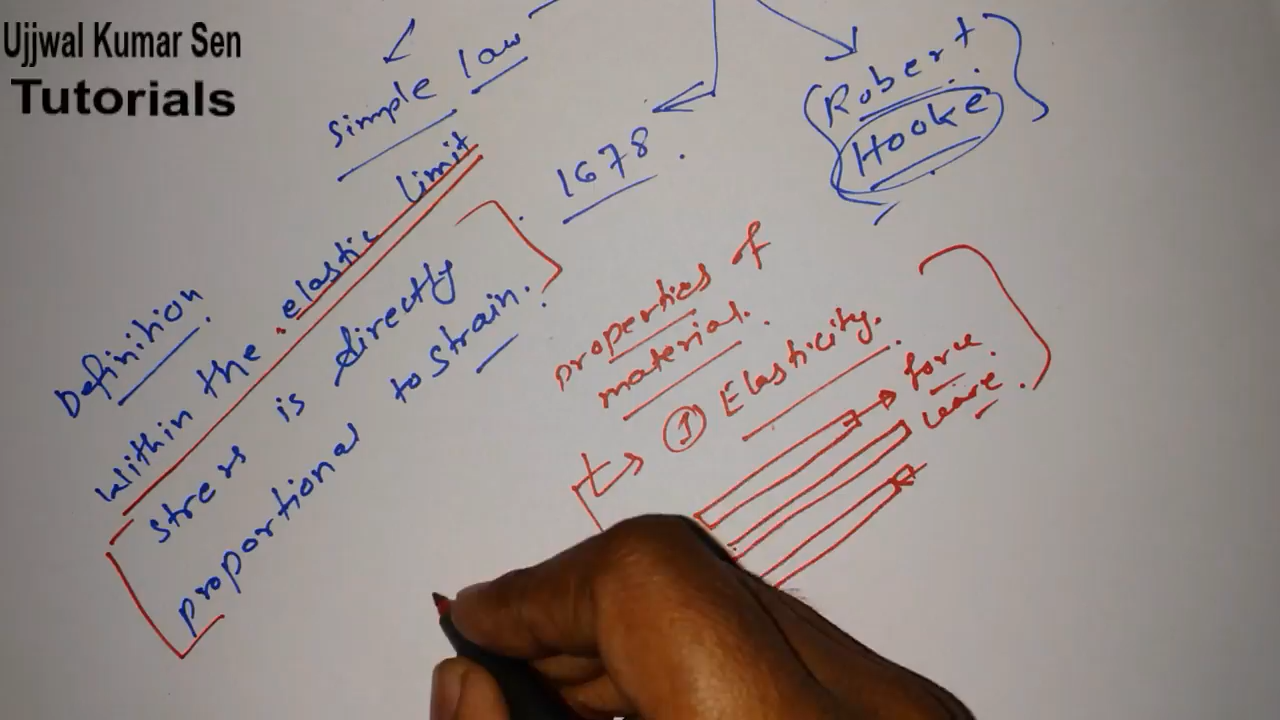 Ujjwal Kumar Sen
Tutorials
Simple law
1678.
Robert
Hooke
Definition
Within the elastic limit
stress is directly
proportional to strain.
properties of
material.
① Elasticity.
force